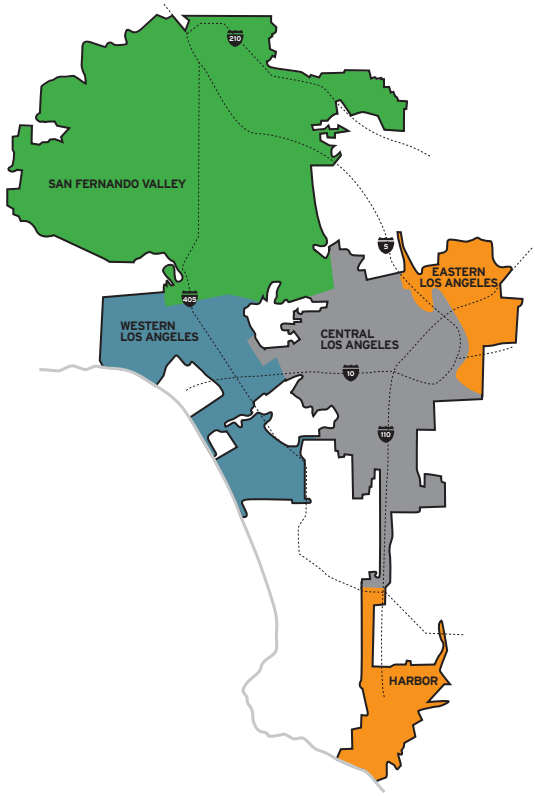 210
SAN FERNANDO VALLEY
5
EASTERN
LOS ANGELES
405
WESTERN
LOS ANGELES
CENTRAL
LOS ANGELES
10
110
HARBOR